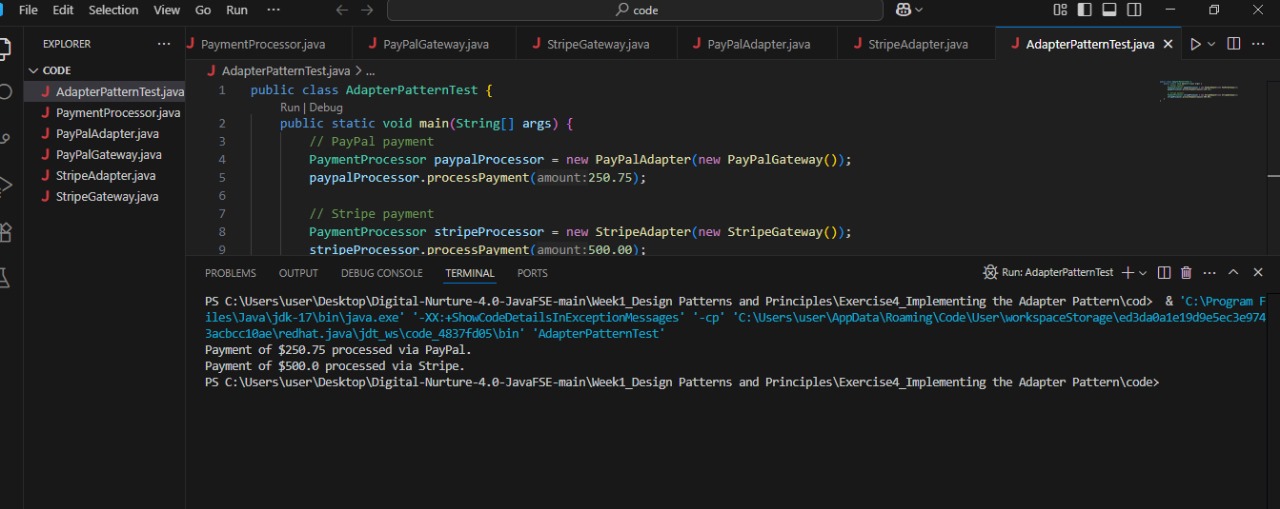 File Edit Selection View Go Run ··· ← → code
EXPLORER ···
PaymentProcessor.java PayPalGateway.java StripeGateway.java PayPalAdapter.java StripeAdapter.java AdapterPatternTest.java
CODE
AdapterPatternTest.java
PaymentProcessor.java
PayPalAdapter.java
PayPalGateway.java
StripeAdapter.java
StripeGateway.java
AdapterPatternTest.java > ...
1 public class AdapterPatternTest {
Run | Debug
2 public static void main(String[] args) {
3 // PayPal payment
4 PaymentProcessor paypalProcessor = new PayPalAdapter(new PayPalGateway());
5 paypalProcessor.processPayment(amount:250.75);
6
7 // Stripe payment
8 PaymentProcessor stripeProcessor = new StripeAdapter(new StripeGateway());
9 stripeProcessor.processPayment(amount:500.00);
PROBLEMS OUTPUT DEBUG CONSOLE TERMINAL PORTS Run: AdapterPatternTest
PS C:\Users\user\Desktop\Digital-Nurture-4.0-JavaFSE-main\Week1_Design Patterns and Principles\Exercise4_Implementing the Adapter Pattern\cod> & 'C:\Program F
iles\Java\jdk-17\bin\java.exe' '-XX:+ShowCodeDetailsInExceptionMessages' '-cp' 'C:\Users\user\AppData\Roaming\Code\User\workspaceStorage\ed3da0a1e19d9e5ec3e974
3acbcc10ae\redhat.java\jdt_ws\code_4837fd05\bin' 'AdapterPatternTest'
Payment of $250.75 processed via PayPal.
Payment of $500.0 processed via Stripe.
PS C:\Users\user\Desktop\Digital-Nurture-4.0-JavaFSE-main\Week1_Design Patterns and Principles\Exercise4_Implementing the Adapter Pattern\code>